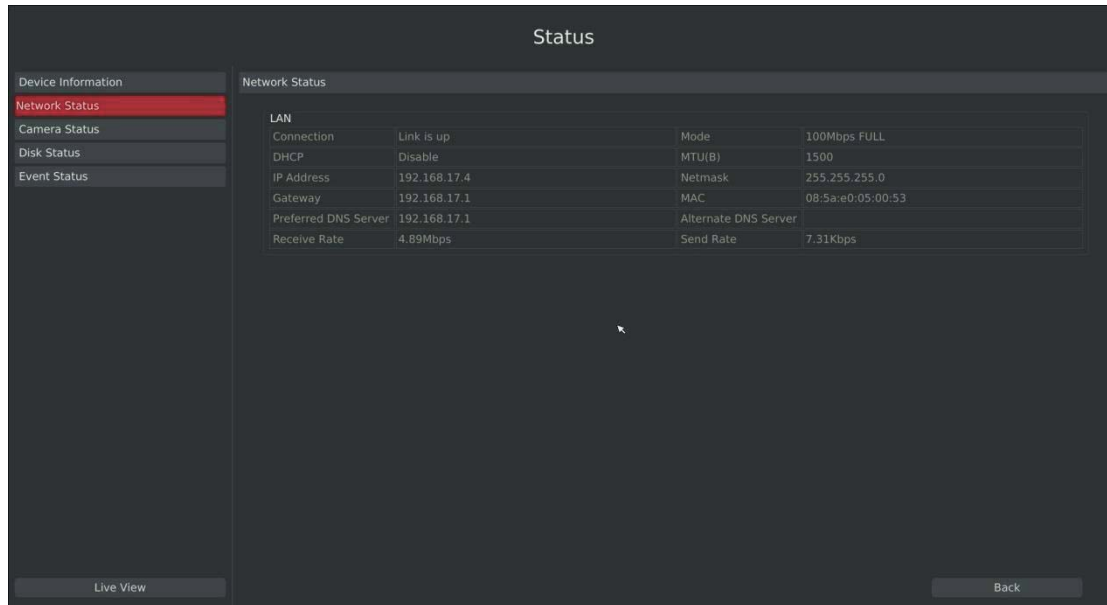 Status
Device Information
Network Status
Camera Status
Disk Status
Event Status
Network Status
LAN
Connection Link is up Mode 100Mbps FULL
DHCP Disable MTU(B) 1500
IP Address 192.168.17.4 Netmask 255.255.255.0
Gateway 192.168.17.1 MAC 08:5a:e0:05:00:53
Preferred DNS Server 192.168.17.1 Alternate DNS Server
Receive Rate 4.89Mbps Send Rate 7.31Kbps
Live View
Back